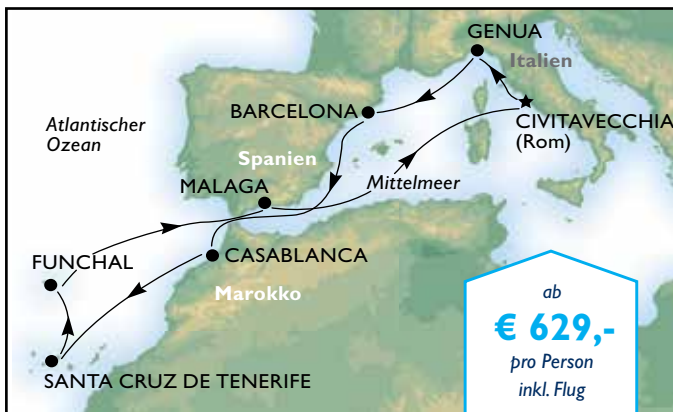 GENUA
Italien
BARCELONA
CIVITAVECCHIA
(Rom)
Atlantischer
Ozean
Spanien
Mittelmeer
MALAGA
FUNCHAL
CASABLANCA
Marokko
SANTA CRUZ DE TENERIFE
ab
€ 629,-
pro Person
inkl. Flug